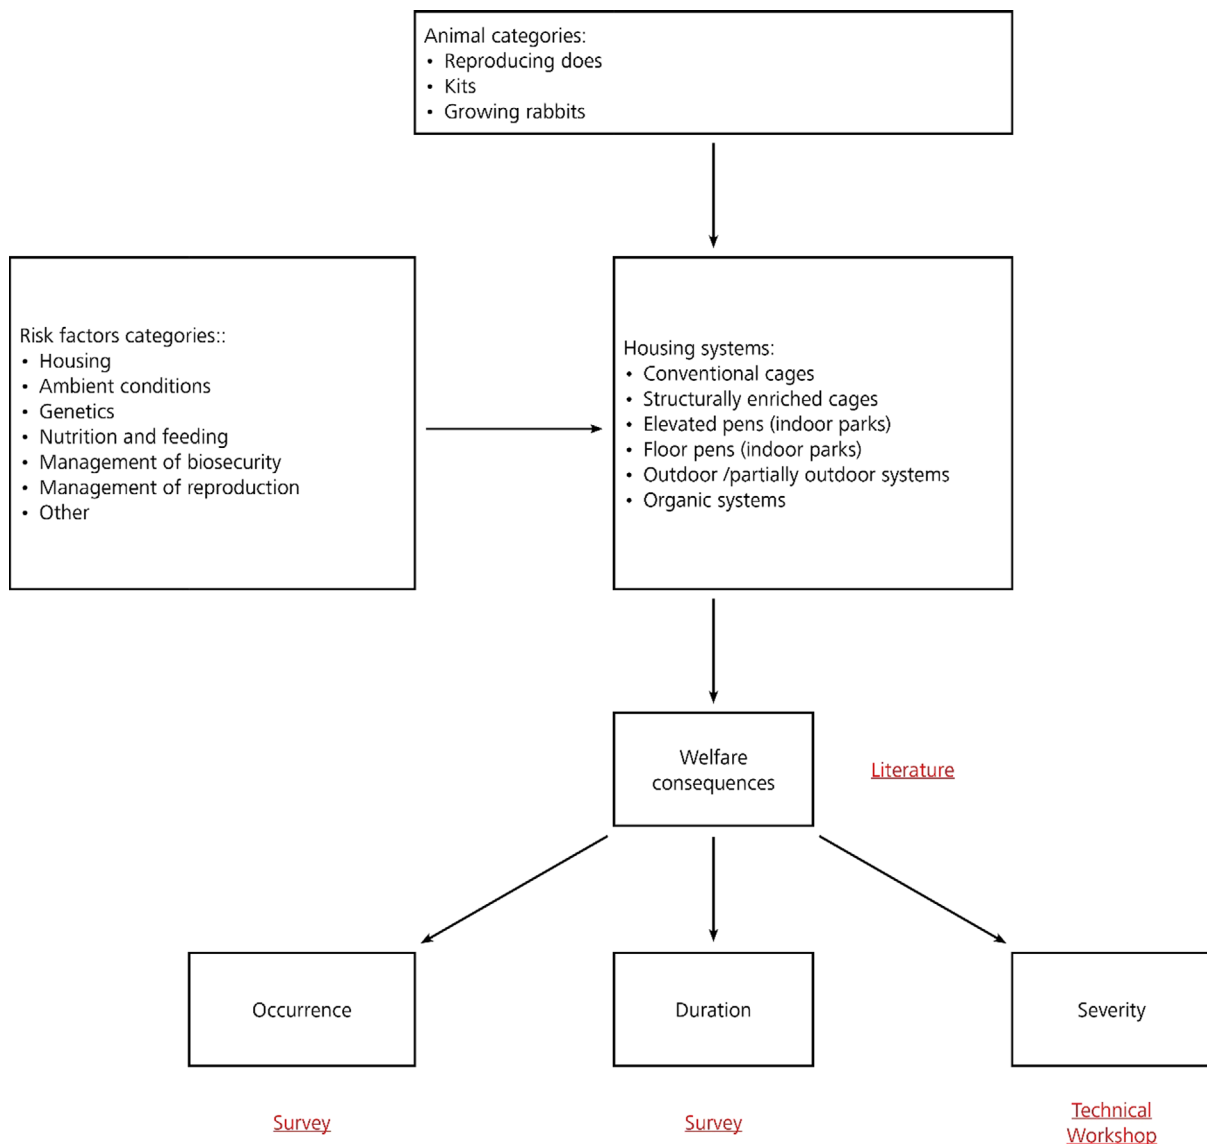 Animal categories:
• Reproducing does
• Kits
• Growing rabbits
Risk factors categories::
• Housing
• Ambient conditions
• Genetics
• Nutrition and feeding
• Management of biosecurity
• Management of reproduction
• Other
Housing systems:
• Conventional cages
• Structurally enriched cages
• Elevated pens (indoor parks)
• Floor pens (indoor parks)
• Outdoor /partially outdoor systems
• Organic systems
Welfare
consequences
Literature
Occurrence
Duration
Severity
Survey
Survey
Technical
Workshop